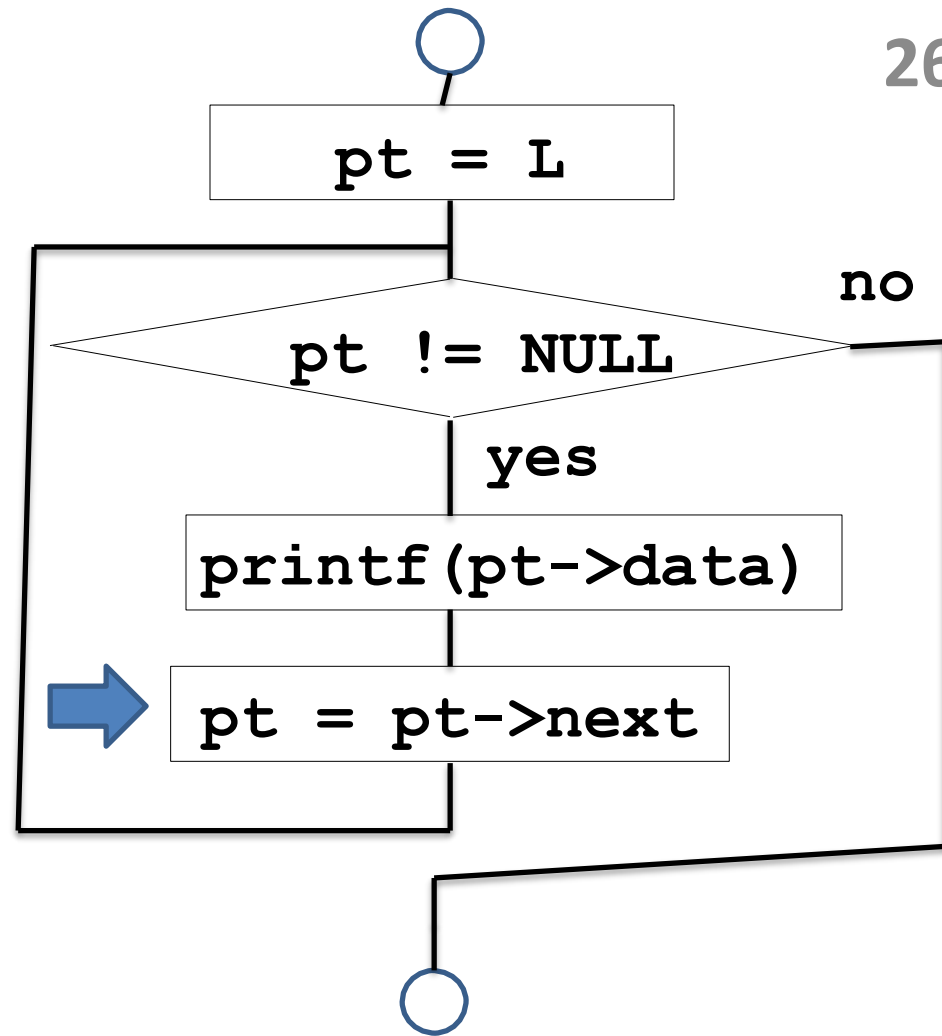 26
pt = L
no
pt != NULL
yes
printf(pt->data)
pt = pt->next